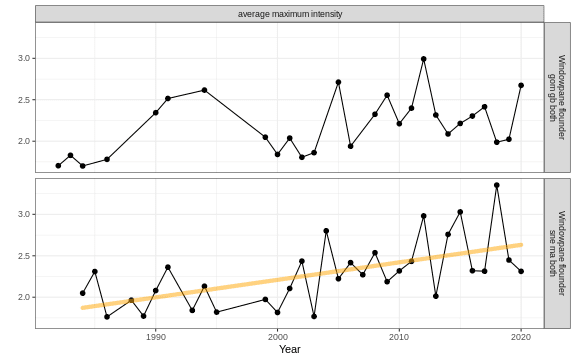 average maximum intensity
3.0
2.5
2.0
Windowpane flounder
gom gb both
3.0
2.5
2.0
Windowpane flounder
sne ma both
1990
2000
2010
2020
Year